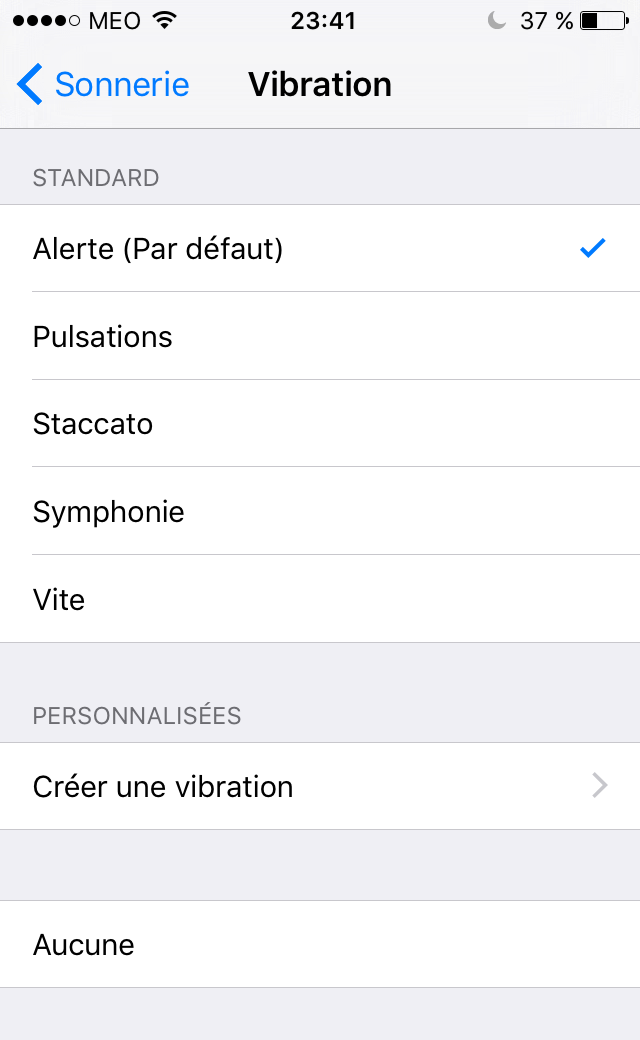 MEO 23:41 37 %
Sonnerie Vibration
STANDARD
Alerte (Par défaut)
Pulsations
Staccato
Symphonie
Vite
PERSONNALISÉES
Créer une vibration
Aucune